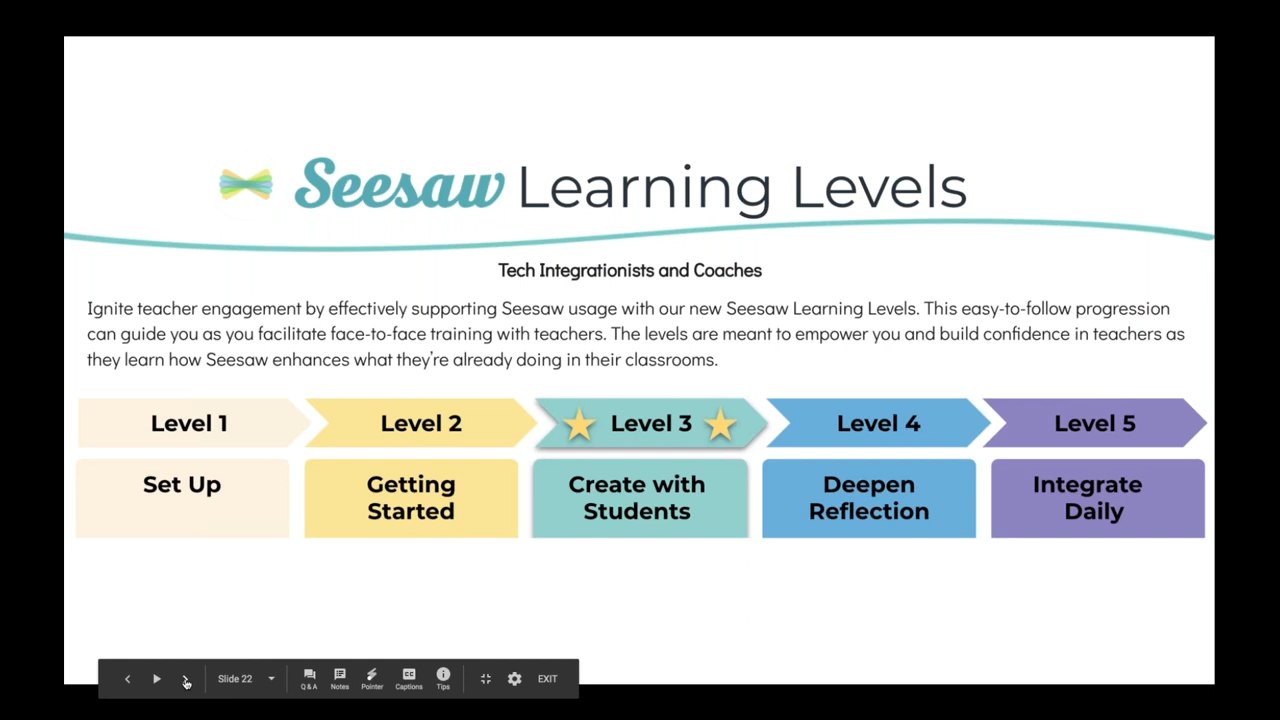 Seesaw Learning Levels
Tech Integrationists and Coaches
Ignite teacher engagement by effectively supporting Seesaw usage with our new Seesaw Learning Levels. This easy-to-follow progression
can guide you as you facilitate face-to-face training with teachers. The levels are meant to empower you and build confidence in teachers as
they learn how Seesaw enhances what they're already doing in their classrooms.
Level 1
Level 2
Level 3
Level 4
Level 5
Set Up
Getting
Started
Create with
Students
Deepen
Reflection
Integrate
Daily
Slide 22
Q & A
Notes
Pointer
Captions
Tips
EXIT